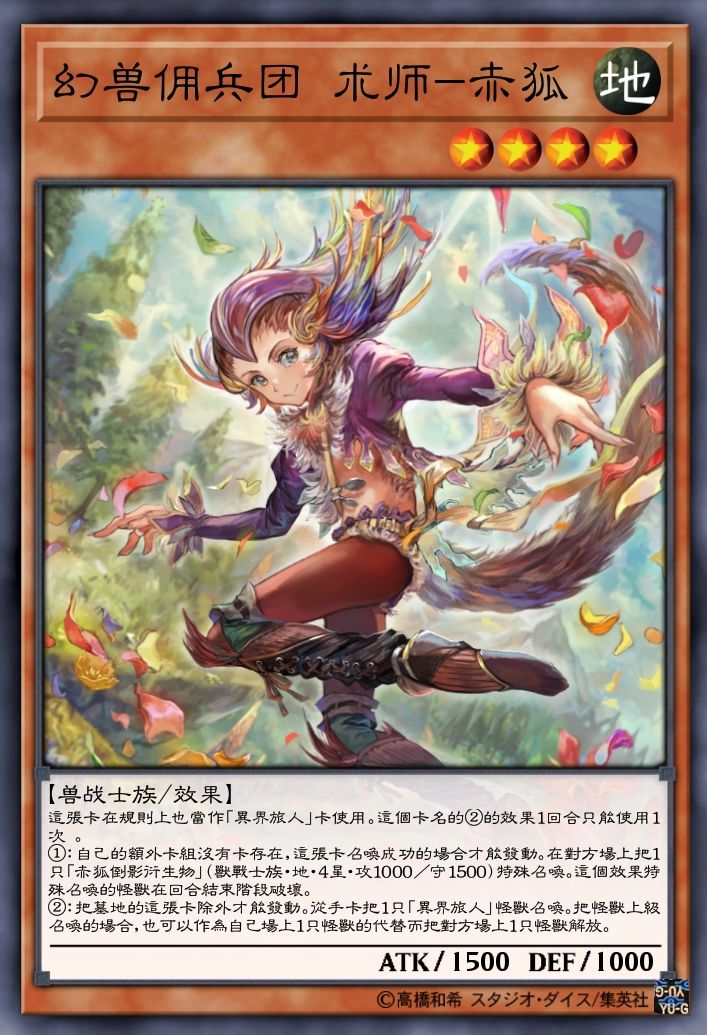 幻兽佣兵团 术师-赤狐 地
【兽战士族/效果】
這張卡在規則上也當作「異界旅人」卡使用。這個卡名的②的效果1回合只能使用1
次 。
①：自己的額外卡組沒有卡存在，這張卡召喚成功的場合才能發動。在對方場上把1
只「赤狐倒影衍生物」（獸戰士族・地・4星・攻1000／守1500）特殊召喚。這個效果特
殊召喚的怪獸在回合結束階段破壞。
②：把墓地的這張卡除外才能發動。從手卡把1只「異界旅人」怪獸召喚。把怪獸上級
召喚的場合，也可以作為自己場上1只怪獸的代替而把對方場上1只怪獸解放。
ATK/1500 DEF/1000
©高橋和希 スタジオ・ダイス/集英社